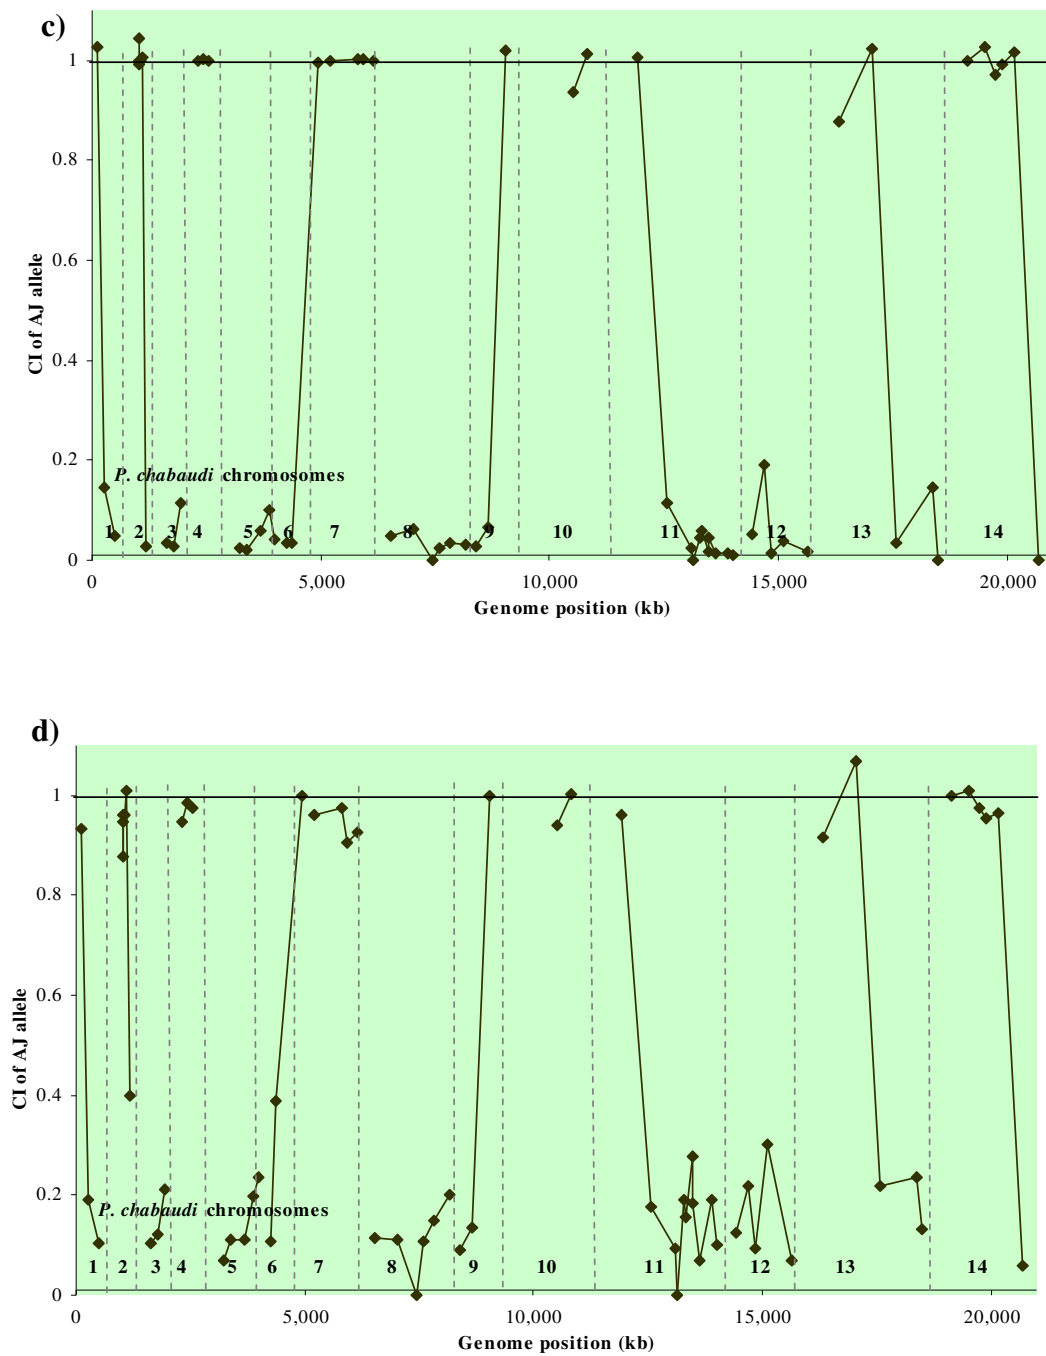 c)
CI of AJ allele
1
0.8
0.6
0.4
0.2
0
P. chabaudi chromosomes
1 2 3 4 5 6 7 8 9 10 11 12 13 14
0 5,000 10,000 15,000 20,000
Genome position (kb)
d)
CI of AJ allele
1
0.8
0.6
0.4
0.2
0
P. chabaudi chromosomes
1 2 3 4 5 6 7 8 9 10 11 12 13 14
0 5,000 10,000 15,000 20,000
Genome position (kb)